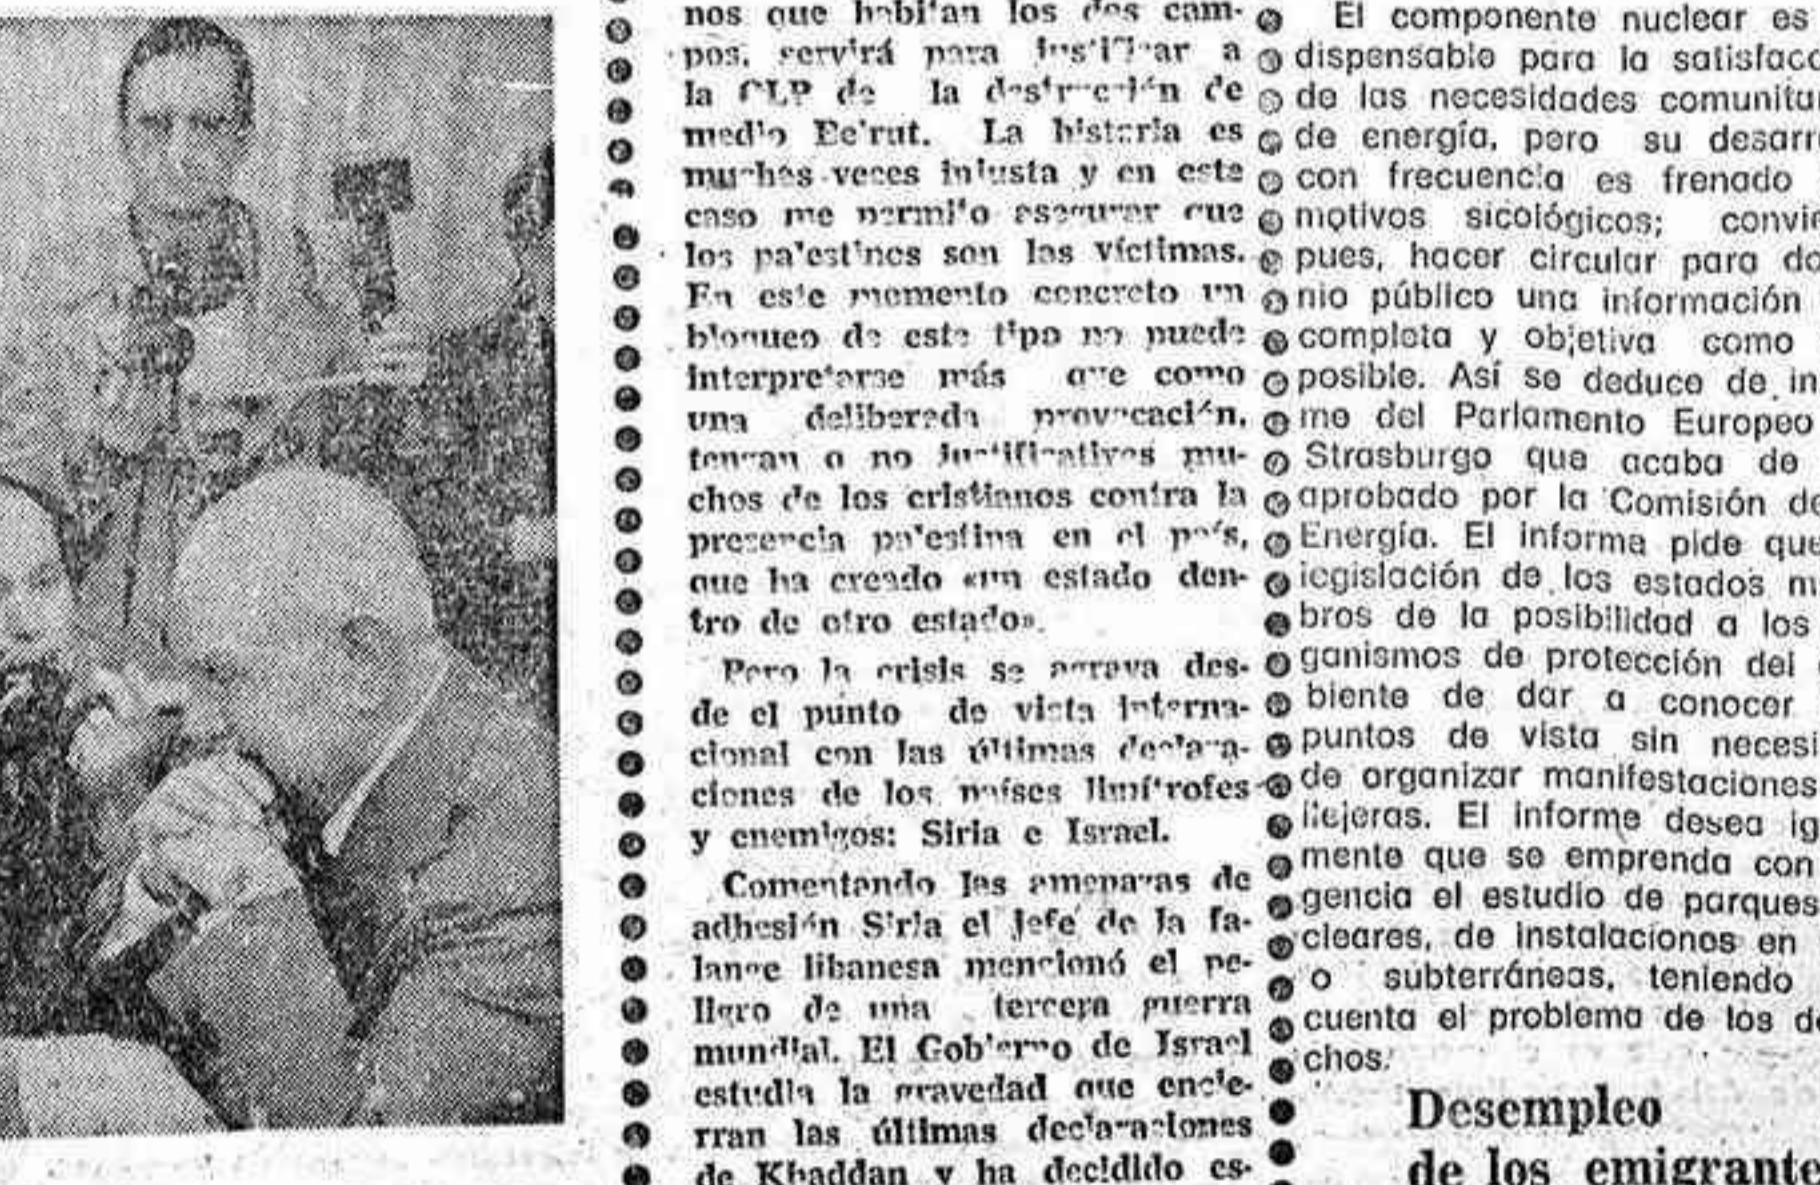 nos que habitan los dos cam-
pos, servirá para justificar a
la OLP de la destrucción de
medio Beirut. La historia es
muchas veces injusta y en este
caso me permito asegurar que
los palestinos son las víctimas.
En este momento concreto un
bloqueo de este tipo no puede
interpretarse más que como
una deliberada provocación,
tengan o no justificativos mu-
chos de los cristianos contra la
presencia palestina en el país,
que ha creado «un estado den-
tro de otro estado».
Pero la crisis se agrava des-
de el punto de vista interna-
cional con las últimas declara-
ciones de los países limítrofes
y enemigos: Siria e Israel.
Comentando las amenazas de
adhesión Siria el jefe de la fa-
lange libanesa mencionó el pe-
ligro de una tercera guerra
mundial. El Gobierno de Israel
estudia la gravedad que encie-
rran las últimas declaraciones
de Khaddan y ha decidido es-
El componente nuclear es
dispensable para la satisfacc
de las necesidades comunita
de energía, pero su desarr
con frecuencia es frenado
motivos sicológicos; convi
pues, hacer circular para do
nio público una información
completa y objetiva como
posible. Así se deduce de in
me del Parlamento Europeo
Strasburgo que acaba de
aprobado por la Comisión de
Energía. El informa pide que
legislación de los estados m
bros de la posibilidad a los
ganismos de protección del
biente de dar a conocer
puntos de vista sin necesi
de organizar manifestaciones
llejeras. El informe desea ig
mente que se emprenda con
gencia el estudio de parques
cleares, de instalaciones en
o subterráneas, teniendo
cuenta el problema de los de
chos.
Desempleo
de los emigrante